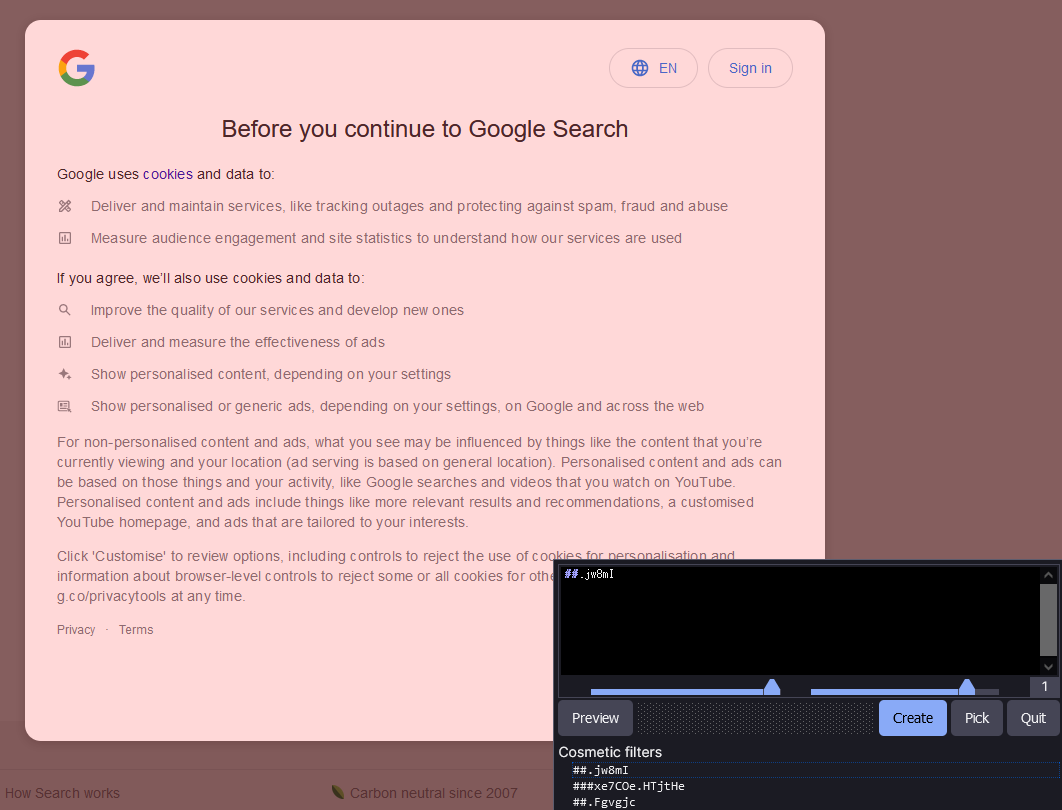 EN
Sign in
Before you continue to Google Search
Google uses cookies and data to:
Deliver and maintain services, like tracking outages and protecting against spam, fraud and abuse
Measure audience engagement and site statistics to understand how our services are used
If you agree, we’ll also use cookies and data to:
Improve the quality of our services and develop new ones
Deliver and measure the effectiveness of ads
Show personalised content, depending on your settings
Show personalised or generic ads, depending on your settings, on Google and across the web
For non-personalised content and ads, what you see may be influenced by things like the content that you’re
currently viewing and your location (ad serving is based on general location). Personalised content and ads can
be based on those things and your activity, like Google searches and videos that you watch on YouTube.
Personalised content and ads include things like more relevant results and recommendations, a customised
YouTube homepage, and ads that are tailored to your interests.
Click 'Customise' to review options, including controls to reject the use of cookies for personalisation and
information about browser-level controls to reject some or all cookies for
g.co/privacytools at any time.
Privacy · Terms
##.jw8mI
1
Preview
Create
Pick
Quit
Cosmetic filters
##.jw8mI
###xe7COe.HTjtHe
##.Fgvgjc
How Search works
Carbon neutral since 2007